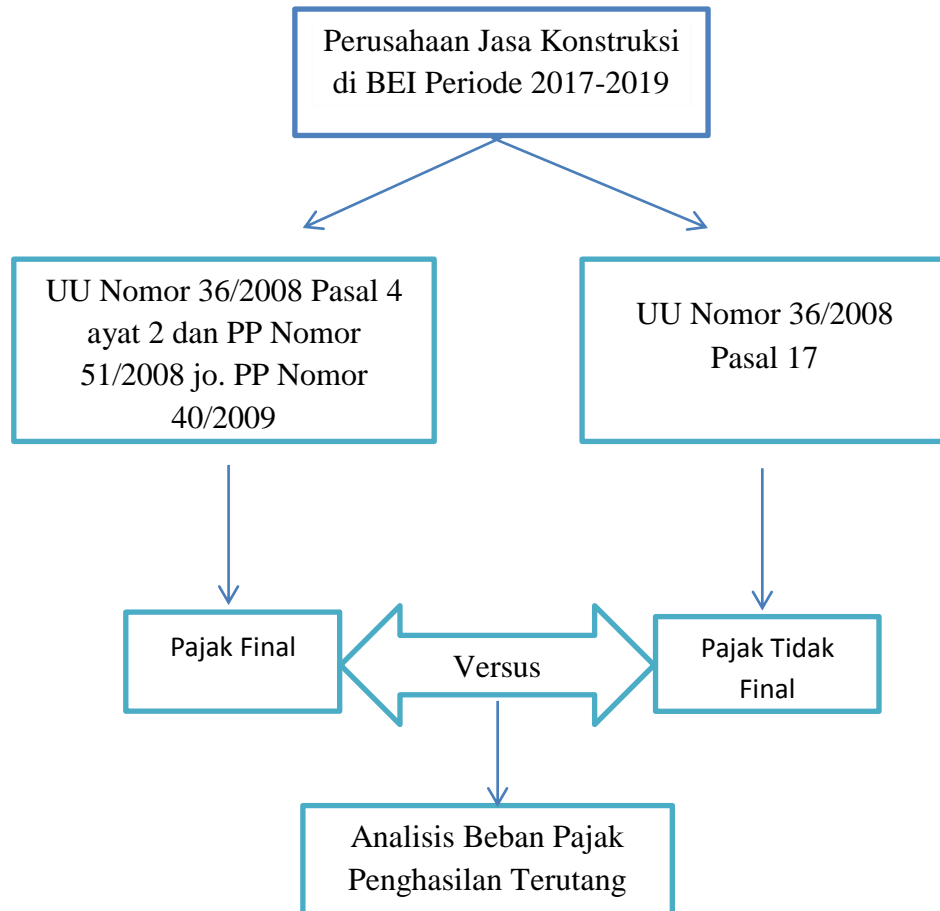 Perusahaan Jasa Konstruksi
di BEI Periode 2017-2019
UU Nomor 36/2008 Pasal 4
ayat 2 dan PP Nomor
51/2008 jo. PP Nomor
40/2009
UU Nomor 36/2008
Pasal 17
Pajak Final
Versus
Pajak Tidak
Final
Analisis Beban Pajak
Penghasilan Terutang